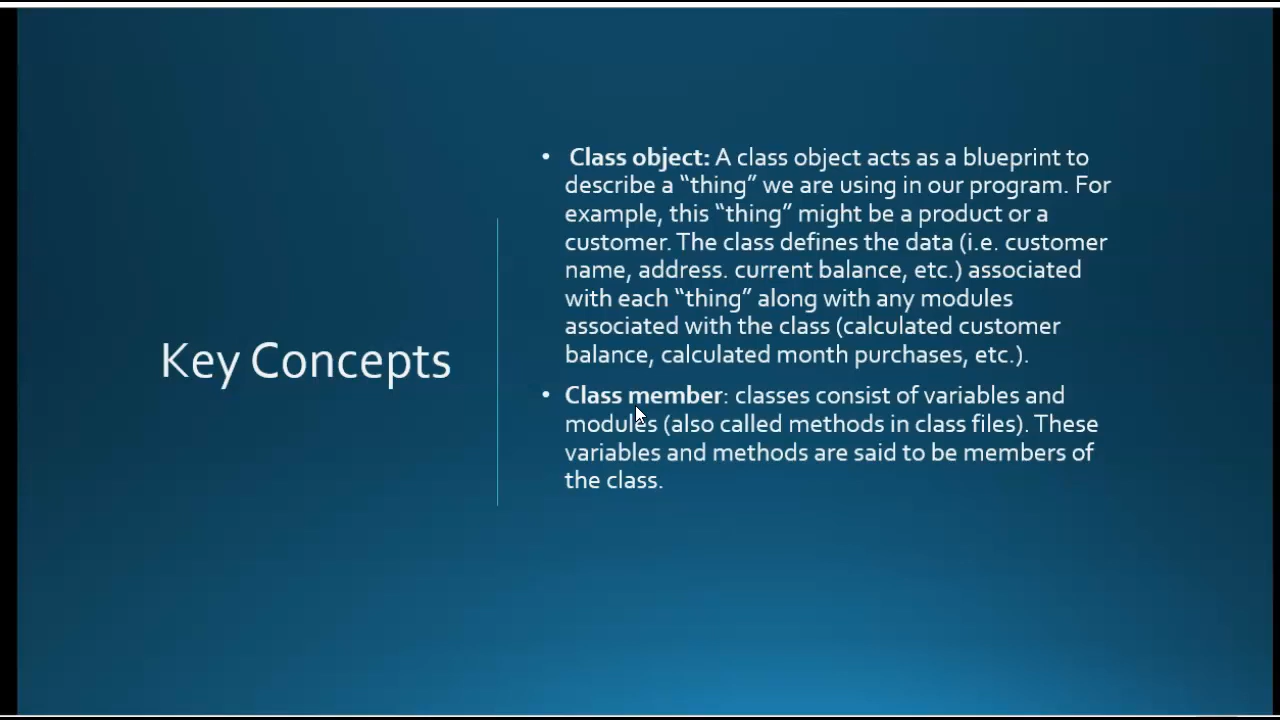 Key Concepts
• Class object: A class object acts as a blueprint to
describe a “thing” we are using in our program. For
example, this “thing” might be a product or a
customer. The class defines the data (i.e. customer
name, address. current balance, etc.) associated
with each “thing” along with any modules
associated with the class (calculated customer
balance, calculated month purchases, etc.).
• Class member: classes consist of variables and
modules (also called methods in class files). These
variables and methods are said to be members of
the class.